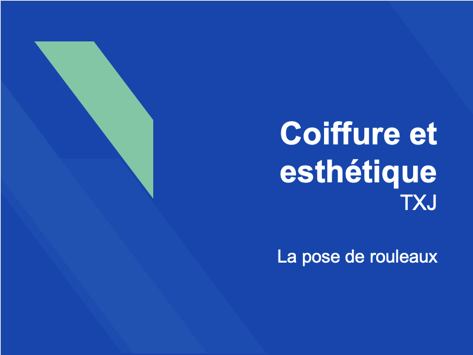 Coiffure et
esthétique
TXJ
La pose de rouleaux